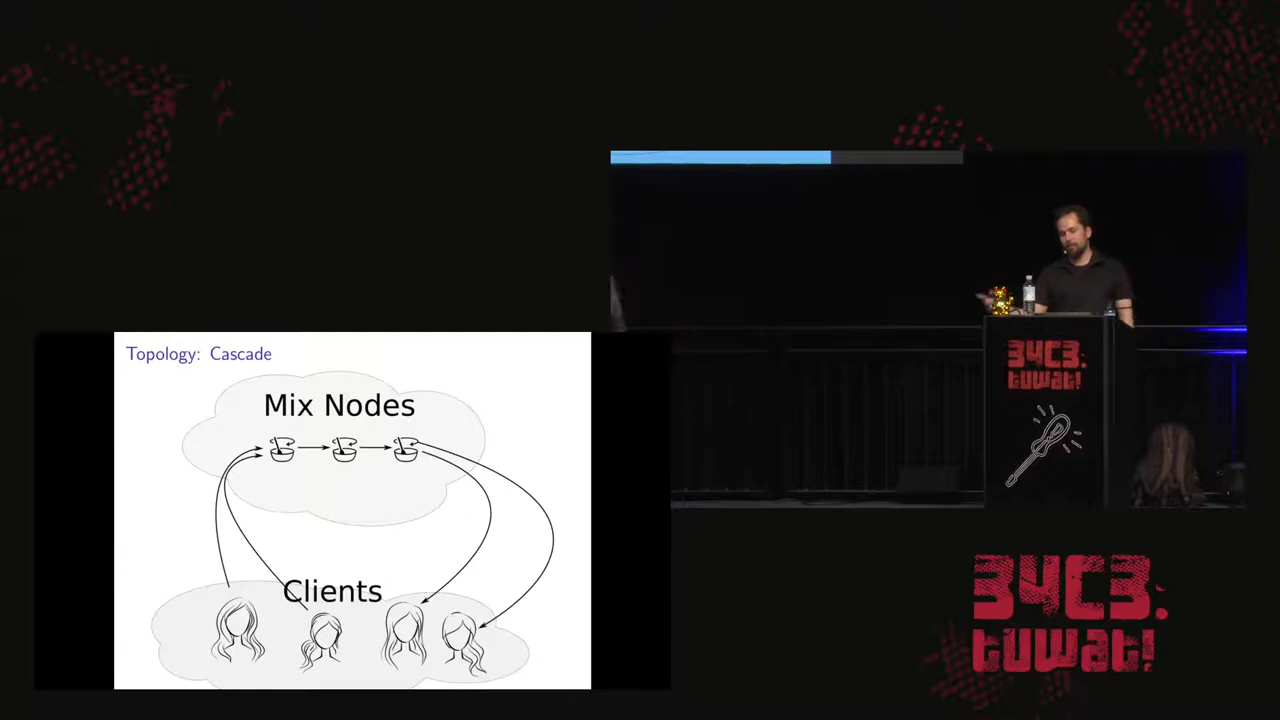 Topology: Cascade
Mix Nodes
Clients
34C3:
tuwat!
34C3:
tuwat!